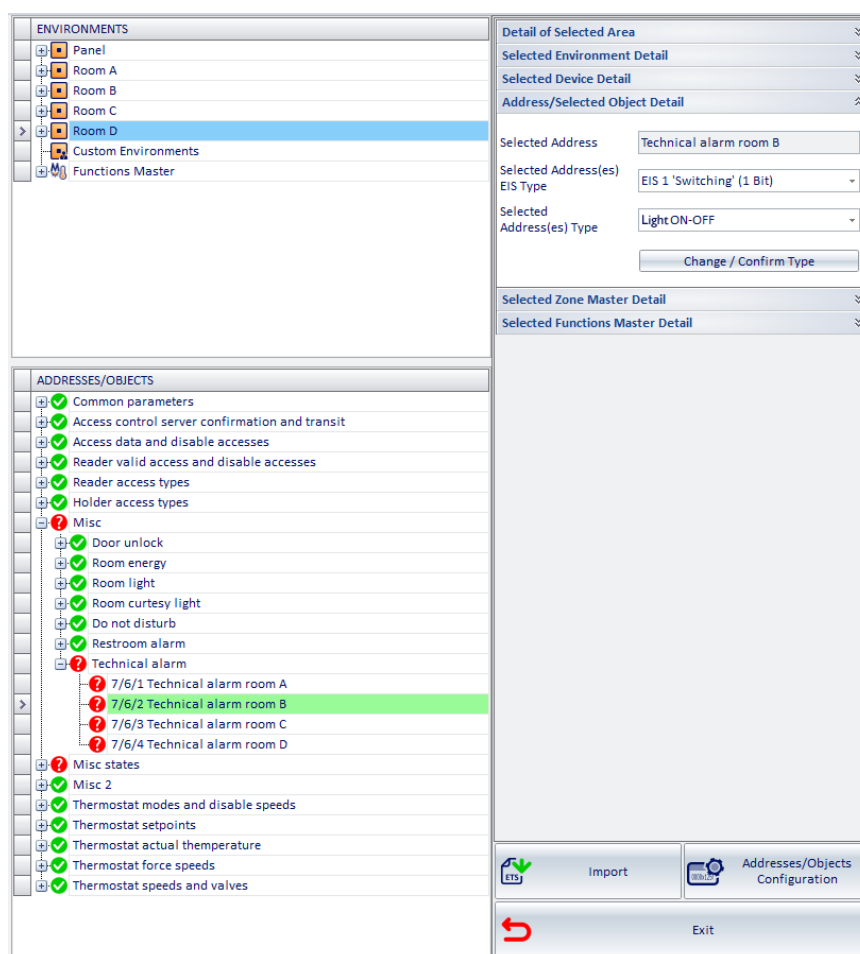 ENVIRONMENTS
Panel
Room A
Room B
Room C
Room D
Custom Environments
Functions Master
ADDRESSES/OBJECTS
Common parameters
Access control server confirmation and transit
Access data and disable accesses
Reader valid access and disable accesses
Reader access types
Holder access types
Misc
Door unlock
Room energy
Room light
Room curtesy light
Do not disturb
Restroom alarm
Technical alarm
7/6/1 Technical alarm room A
7/6/2 Technical alarm room B
7/6/3 Technical alarm room C
7/6/4 Technical alarm room D
Misc states
Misc 2
Thermostat modes and disable speeds
Thermostat setpoints
Thermostat actual themperature
Thermostat force speeds
Thermostat speeds and valves
Detail of Selected Area
Selected Environment Detail
Selected Device Detail
Address/Selected Object Detail
Selected Address
Technical alarm room B
Selected Address(es)
EIS Type
EIS 1 'Switching' (1 Bit)
Selected
Address(es) Type
Light ON-OFF
Change / Confirm Type
Selected Zone Master Detail
Selected Functions Master Detail
ETS
Import
Addresses/Objects
Configuration
Exit